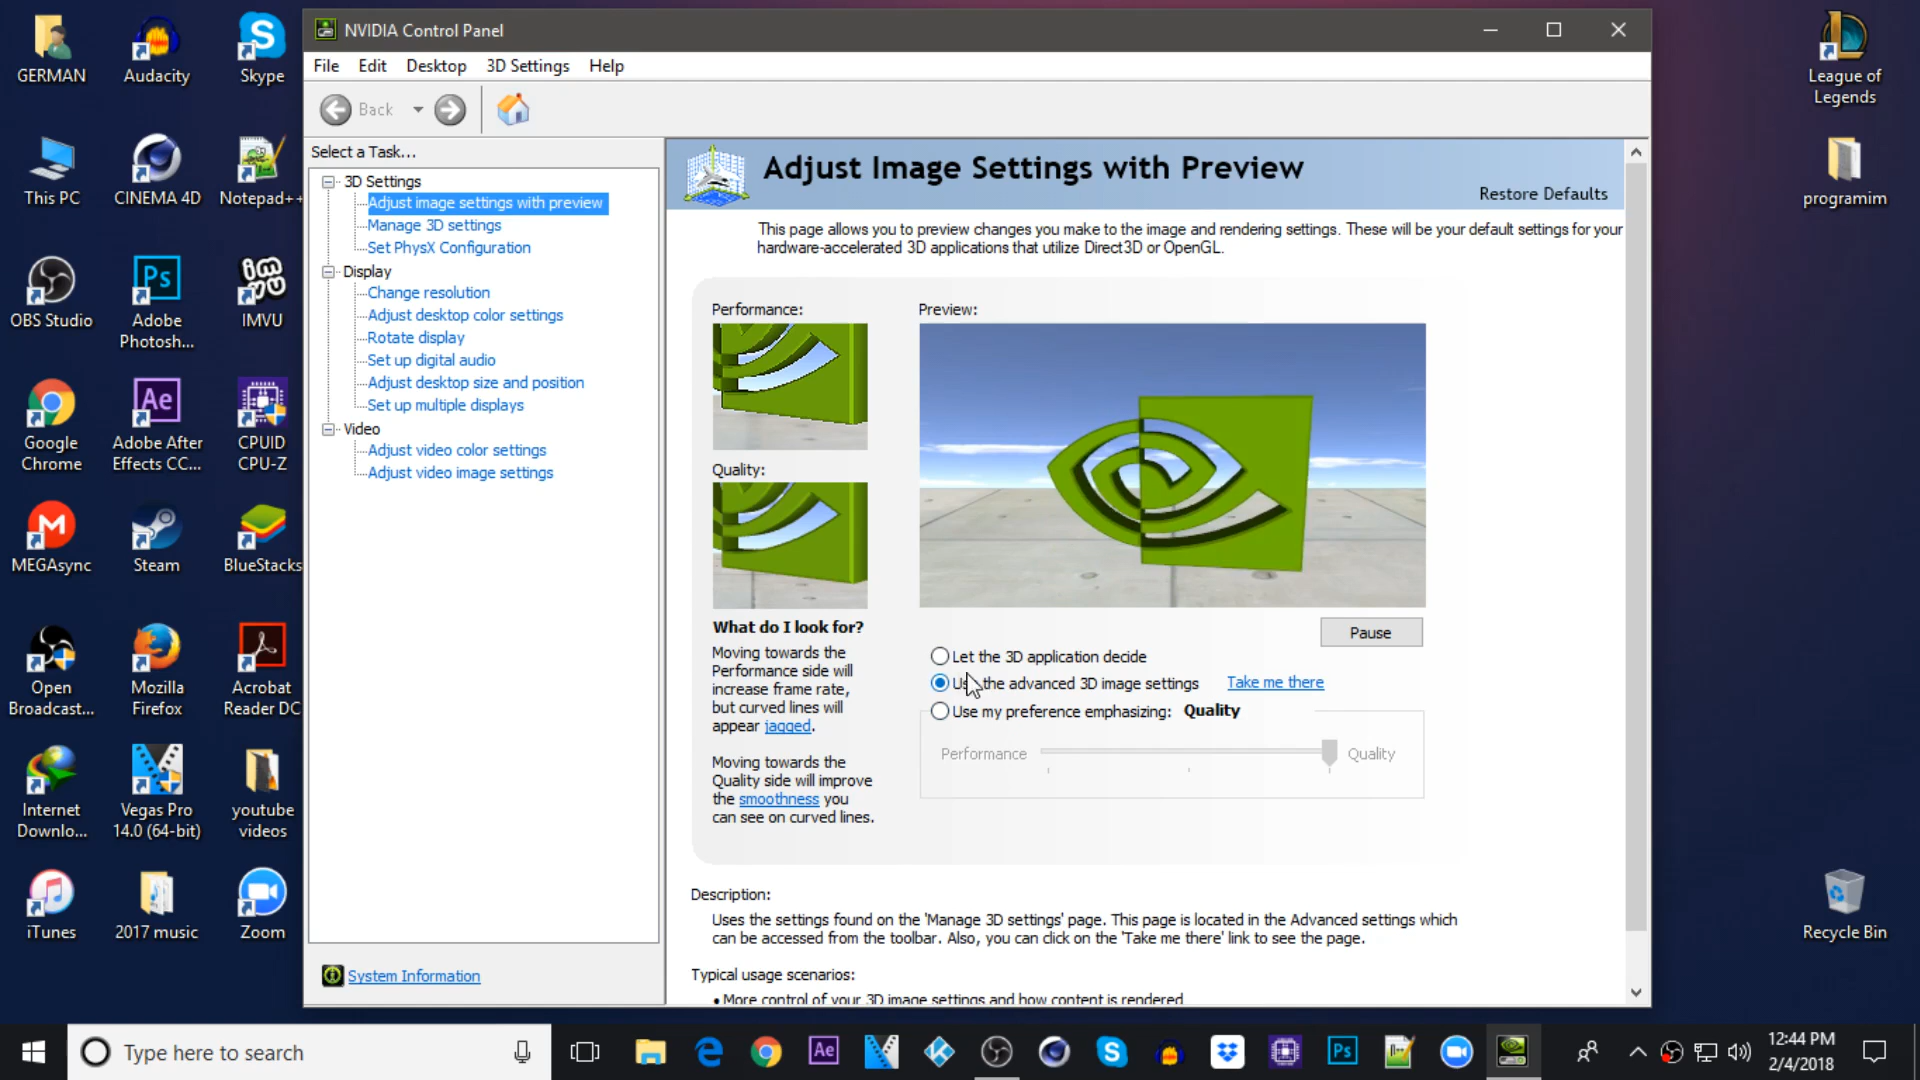 GERMAN
Audacity
Skype
This PC
CINEMA 4D
Notepad++
OBS Studio
Adobe
Photosh...
IMVU
Google
Chrome
Adobe After
Effects CC...
CPUID
CPU-Z
MEGAsync
Steam
BlueStacks
Open
Broadcast...
Mozilla
Firefox
Acrobat
Reader DC
Internet
Downlo...
Vegas Pro
14.0 (64-bit)
youtube
videos
iTunes
2017 music
Zoom
NVIDIA Control Panel
File Edit Desktop 3D Settings Help
Back
Select a Task...
3D Settings
Adjust image settings with preview
Manage 3D settings
Set PhysX Configuration
Display
Change resolution
Adjust desktop color settings
Rotate display
Set up digital audio
Adjust desktop size and position
Set up multiple displays
Video
Adjust video color settings
Adjust video image settings
System Information
Adjust Image Settings with Preview
Restore Defaults
This page allows you to preview changes you make to the image and rendering settings. These will be your default settings for your
hardware-accelerated 3D applications that utilize Direct3D or OpenGL.
Performance:
Preview:
Quality:
What do I look for?
Moving towards the
Performance side will
increase frame rate,
but curved lines will
appear jagged.
Moving towards the
Quality side will improve
the smoothness you
can see on curved lines.
Pause
Let the 3D application decide
Use the advanced 3D image settings Take me there
Use my preference emphasizing: Quality
Performance Quality
Description:
Uses the settings found on the 'Manage 3D settings' page. This page is located in the Advanced settings which
can be accessed from the toolbar. Also, you can click on the 'Take me there' link to see the page.
Typical usage scenarios:
• More control of your 3D image settings and how content is rendered
League of
Legends
programim
Recycle Bin
Type here to search
12:44 PM
2/4/2018